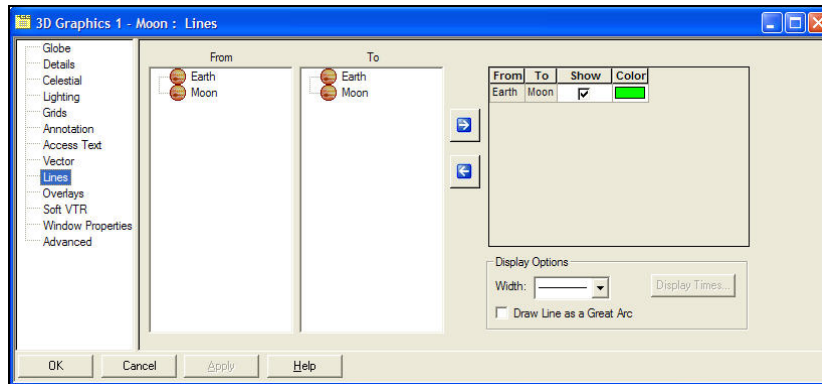 3D Graphics 1 - Moon : Lines
Globe
Details
Celestial
Lighting
Grids
Annotation
Access Text
Vector
Lines
Overlays
Soft VTR
Window Properties
Advanced
From
Earth
Moon
To
Earth
Moon
From To Show Color
Earth Moon
Display Options
Width:
Display Times...
Draw Line as a Great Arc
OK Cancel Apply Help